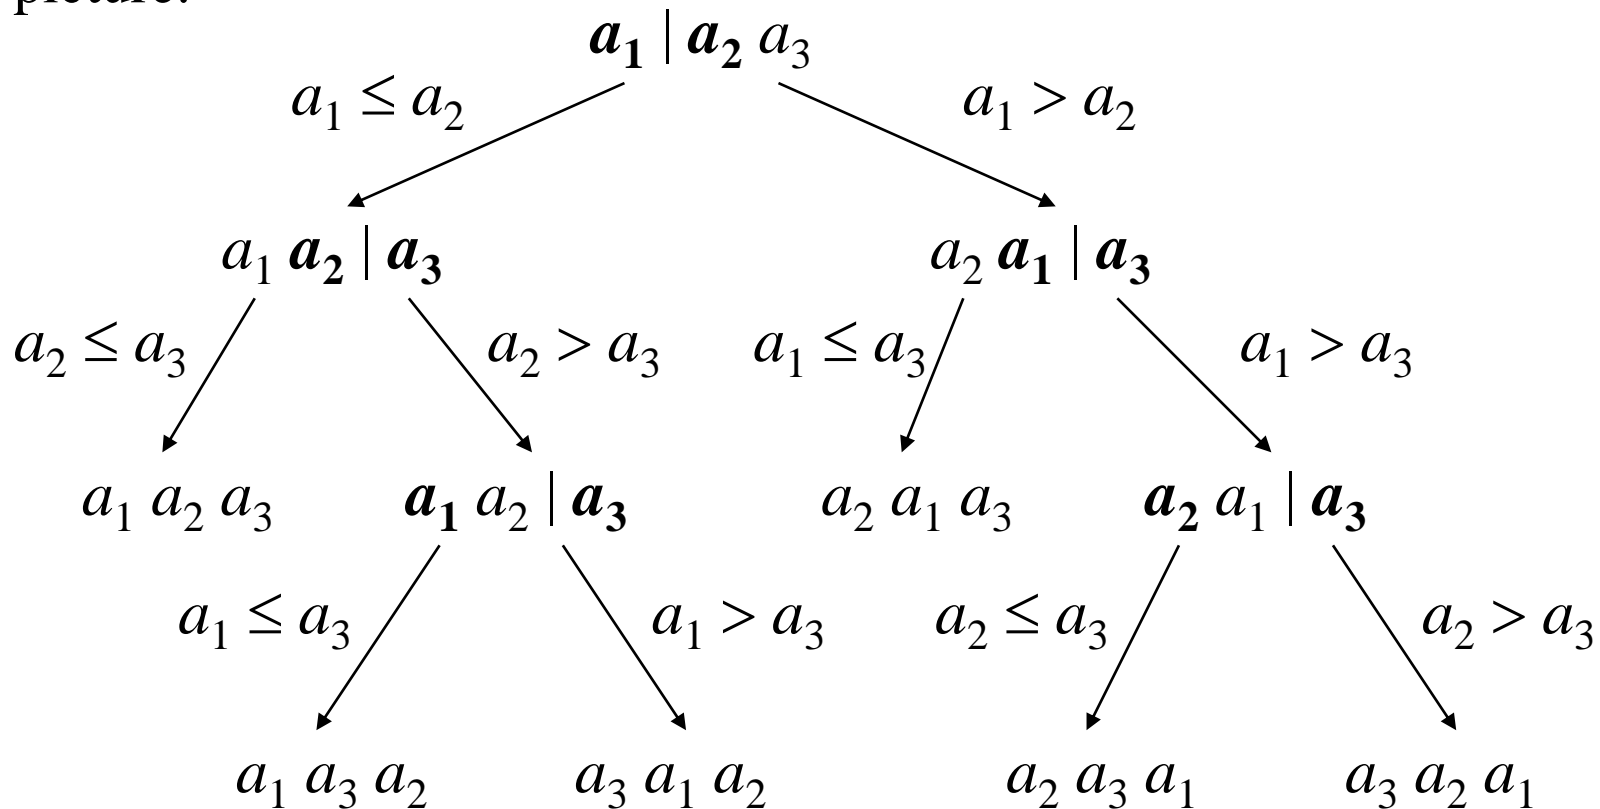 picture.
a₁ | a₂ a₃
a₁ ≤ a₂ a₁ > a₂
a₁ a₂ | a₃ a₂ a₁ | a₃
a₂ ≤ a₃ a₂ > a₃ a₁ ≤ a₃ a₁ > a₃
a₁ a₂ a₃ a₁ a₂ | a₃ a₂ a₁ a₃ a₂ a₁ | a₃
a₁ ≤ a₃ a₁ > a₃ a₂ ≤ a₃ a₂ > a₃
a₁ a₃ a₂ a₃ a₁ a₂ a₂ a₃ a₁ a₃ a₂ a₁